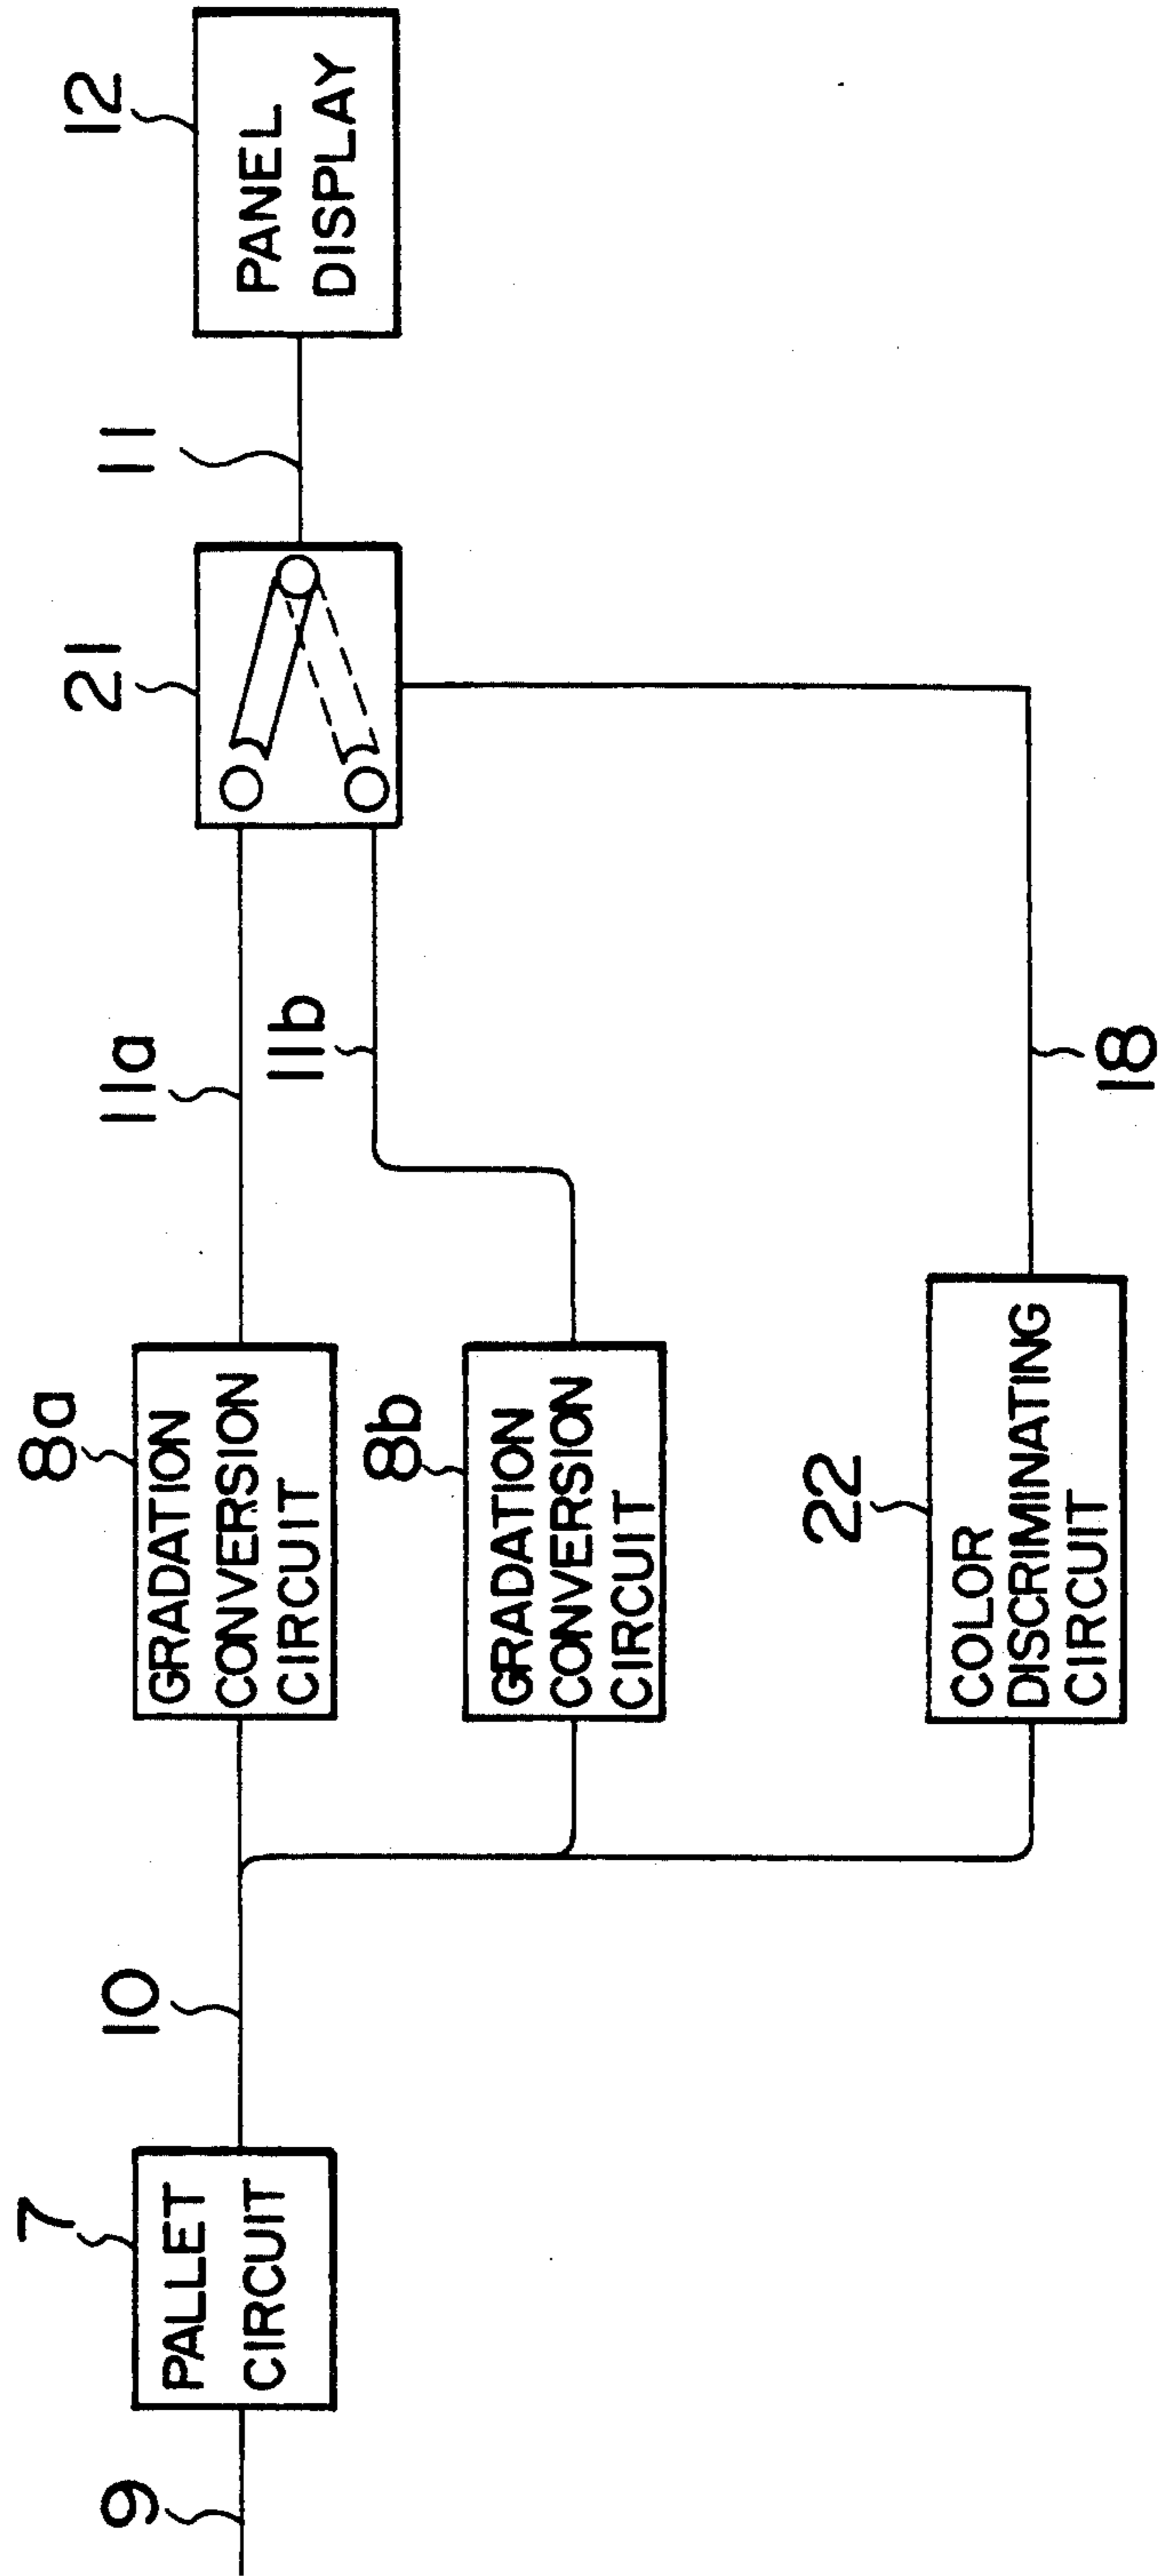 9
7
PALLET
CIRCUIT
10
8a
GRADATION
CONVERSION
CIRCUIT
8b
GRADATION
CONVERSION
CIRCUIT
22
COLOR
DISCRIMINATING
CIRCUIT
11a
11b
18
21
11
12
PANEL
DISPLAY